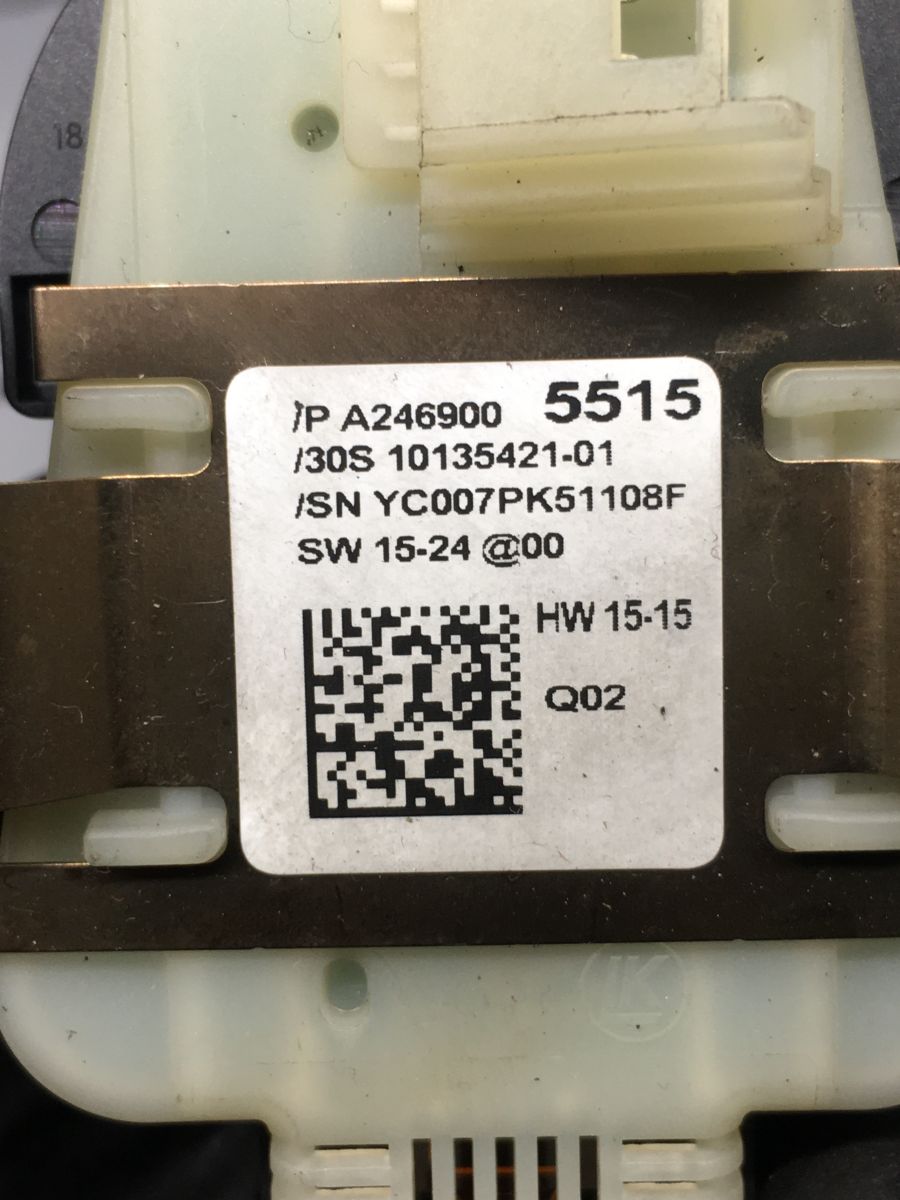 18
/P A246900 5515
/30S 10135421-01
/SN YC007PK51108F
SW 15-24 @00
HW 15-15
Q02
K